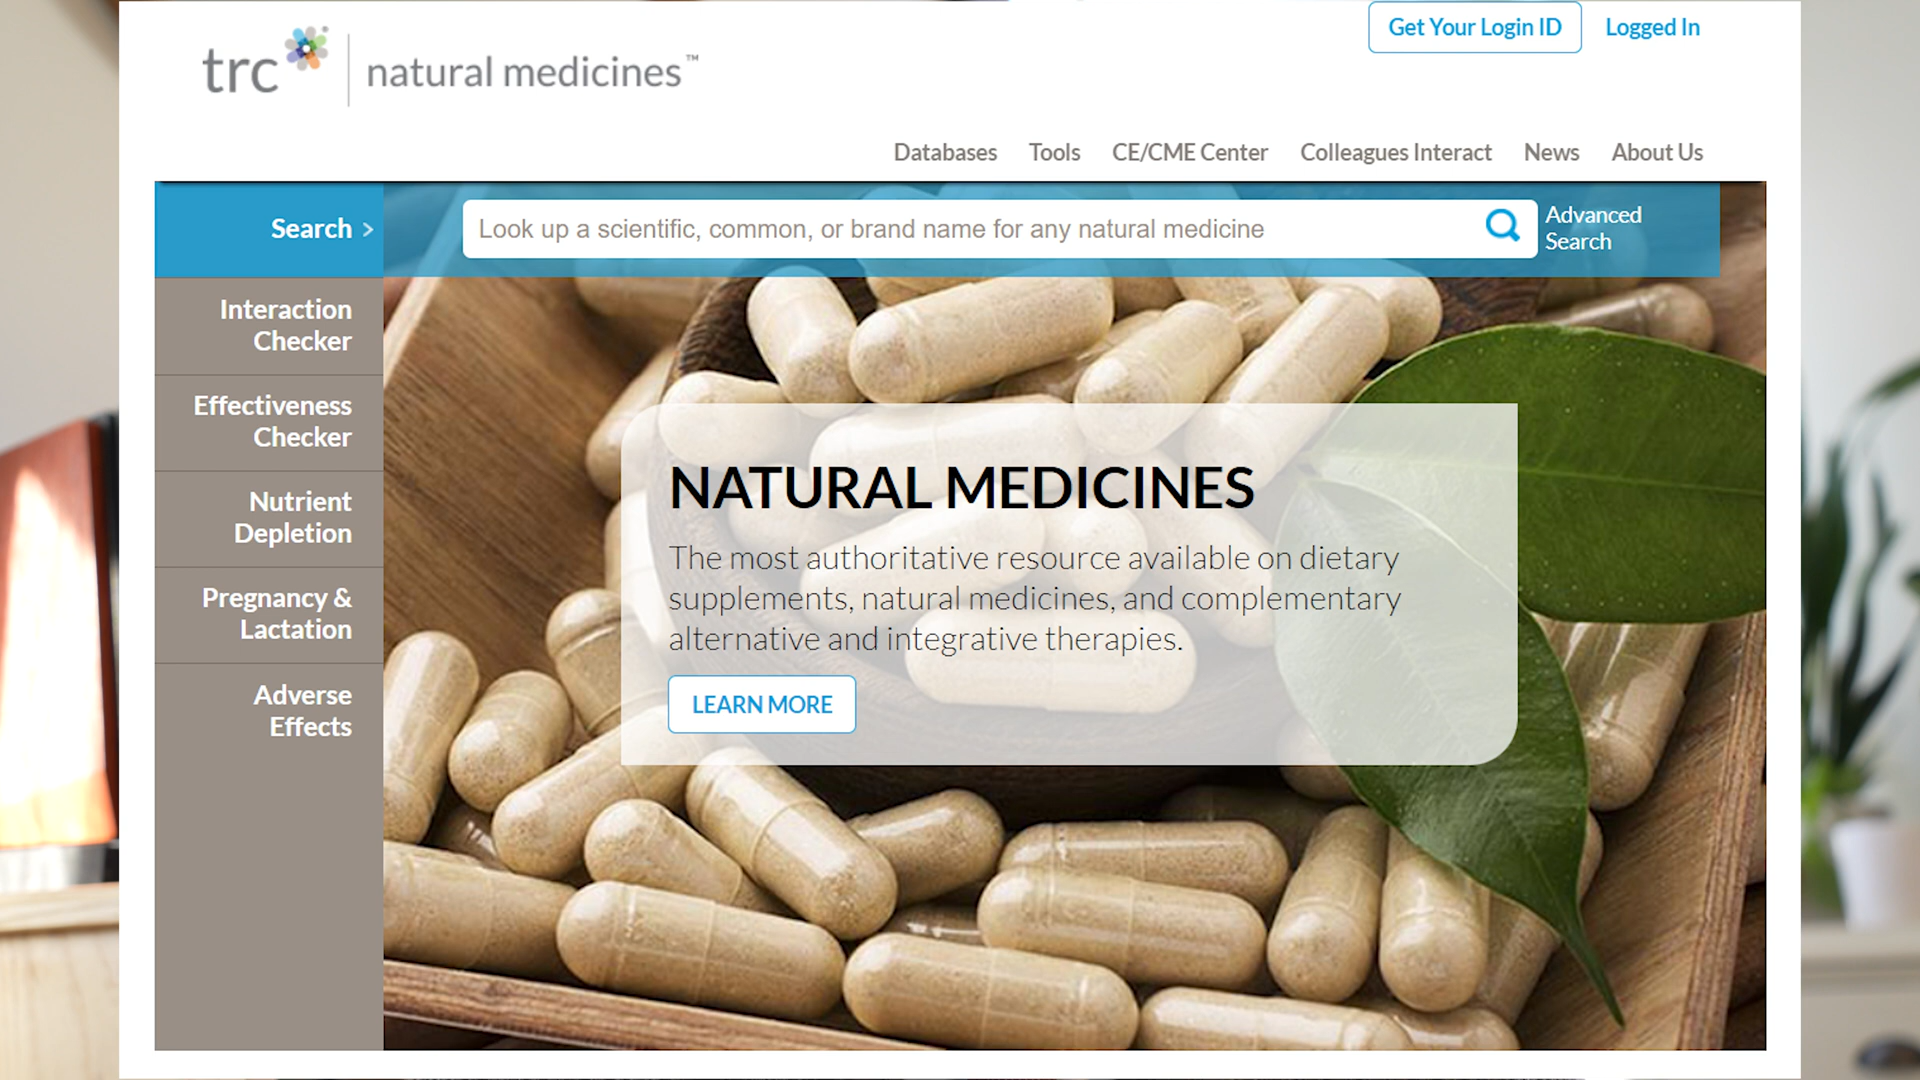 Get Your Login ID
Logged In
trc
natural medicines™
Databases
Tools
CE/CME Center
Colleagues Interact
News
About Us
Search >
Look up a scientific, common, or brand name for any natural medicine
Advanced
Search
Interaction
Checker
Effectiveness
Checker
Nutrient
Depletion
Pregnancy &
Lactation
Adverse
Effects
NATURAL MEDICINES
The most authoritative resource available on dietary
supplements, natural medicines, and complementary
alternative and integrative therapies.
LEARN MORE